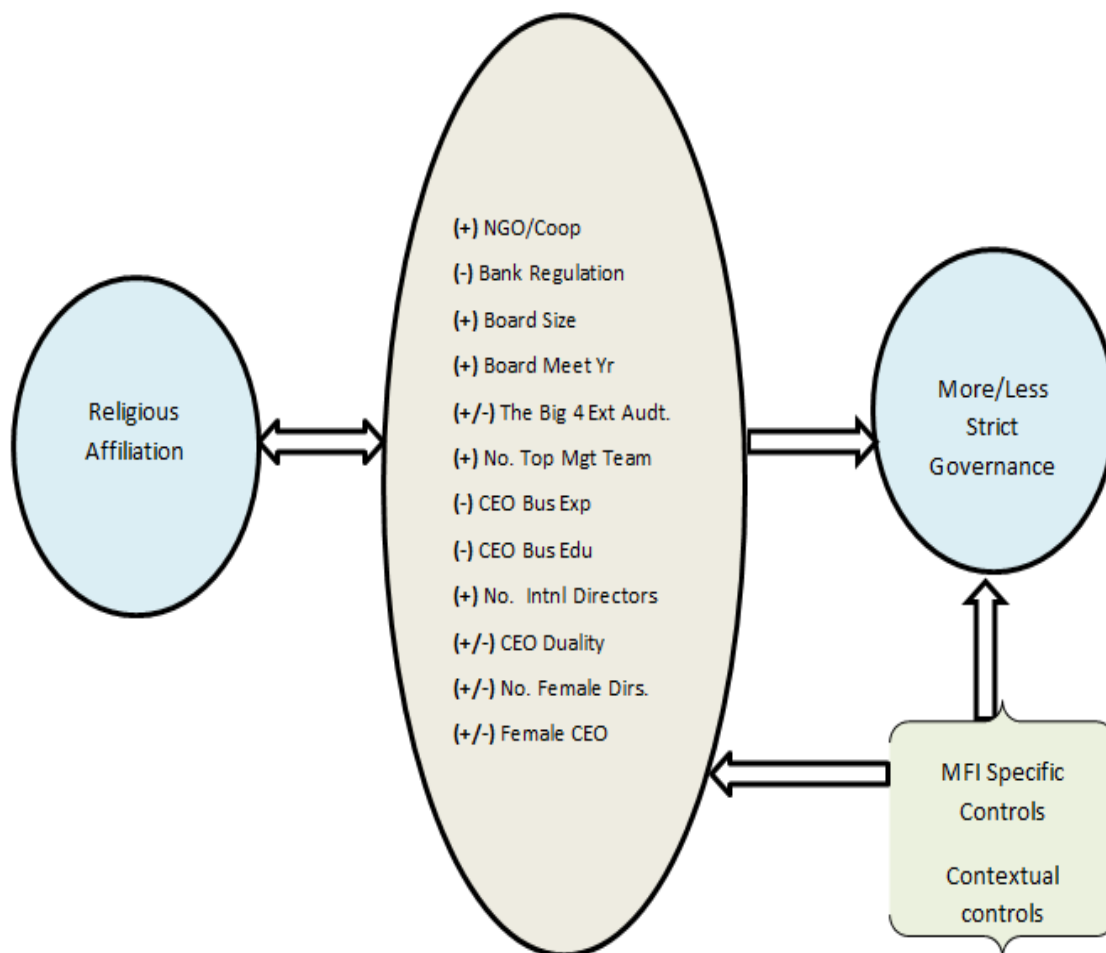 Religious
Affiliation
(+) NGO/Coop
(-) Bank Regulation
(+) Board Size
(+) Board Meet Yr
(+/-) The Big 4 Ext Audt.
(+) No. Top Mgt Team
(-) CEO Bus Exp
(-) CEO Bus Edu
(+) No. Intnl Directors
(+/-) CEO Duality
(+/-) No. Female Dirs.
(+/-) Female CEO
More/Less
Strict
Governance
MFI Specific
Controls
Contextual
controls